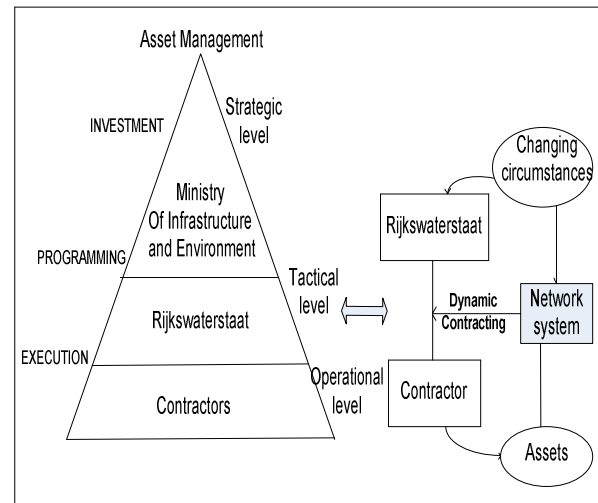 Asset Management
INVESTMENT
Strategic
level
Ministry
Of Infrastructure
and Environment
PROGRAMMING
Tactical
level
Rijkswaterstaat
EXECUTION
Operational
level
Contractors
Changing
circumstances
Rijkswaterstaat
Dynamic
Contracting
Network
system
Contractor
Assets